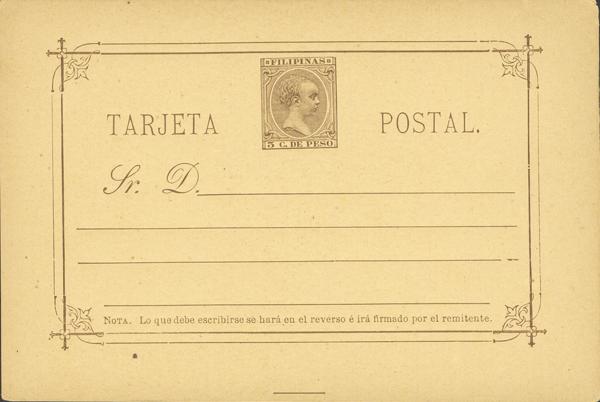 FILIPINAS
TARJETA POSTAL.
5 C. DE PESO
Sr. D.
NOTA. Lo que debe escribirse se hará en el reverso é irá firmado por el remitente.